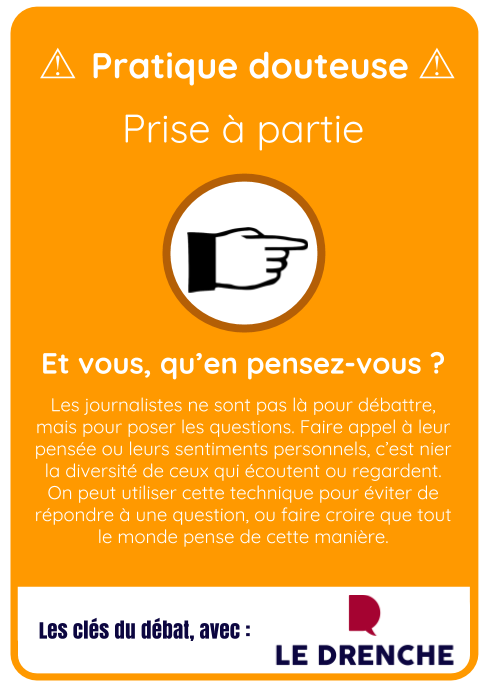 ⚠ Pratique douteuse ⚠
Prise à partie
Et vous, qu’en pensez-vous ?
Les journalistes ne sont pas là pour débattre,
mais pour poser les questions. Faire appel à leur
pensée ou leurs sentiments personnels, c’est nier
la diversité de ceux qui écoutent ou regardent.
On peut utiliser cette technique pour éviter de
répondre à une question, ou faire croire que tout
le monde pense de cette manière.
Les clés du débat, avec :
LE DRENCHE